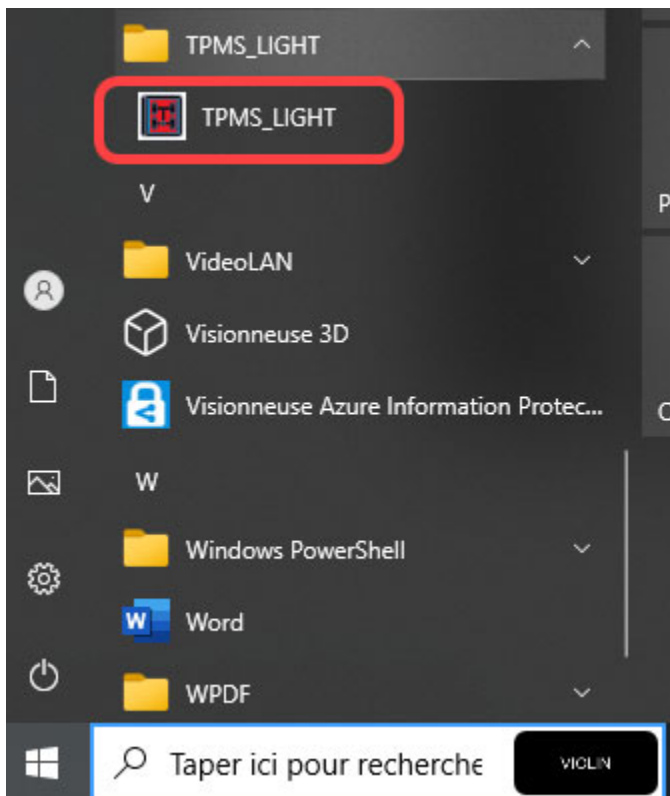 TPMS_LIGHT
TPMS_LIGHT
V
VideoLAN
Visionneuse 3D
Visionneuse Azure Information Protec...
W
Windows PowerShell
W Word
WPDF
Taper ici pour recherche VIOLIN
P